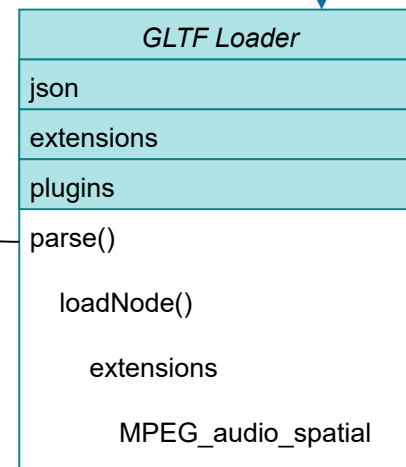 GLTF Loader
json
extensions
plugins
parse()
loadNode()
extensions
MPEG_audio_spatial